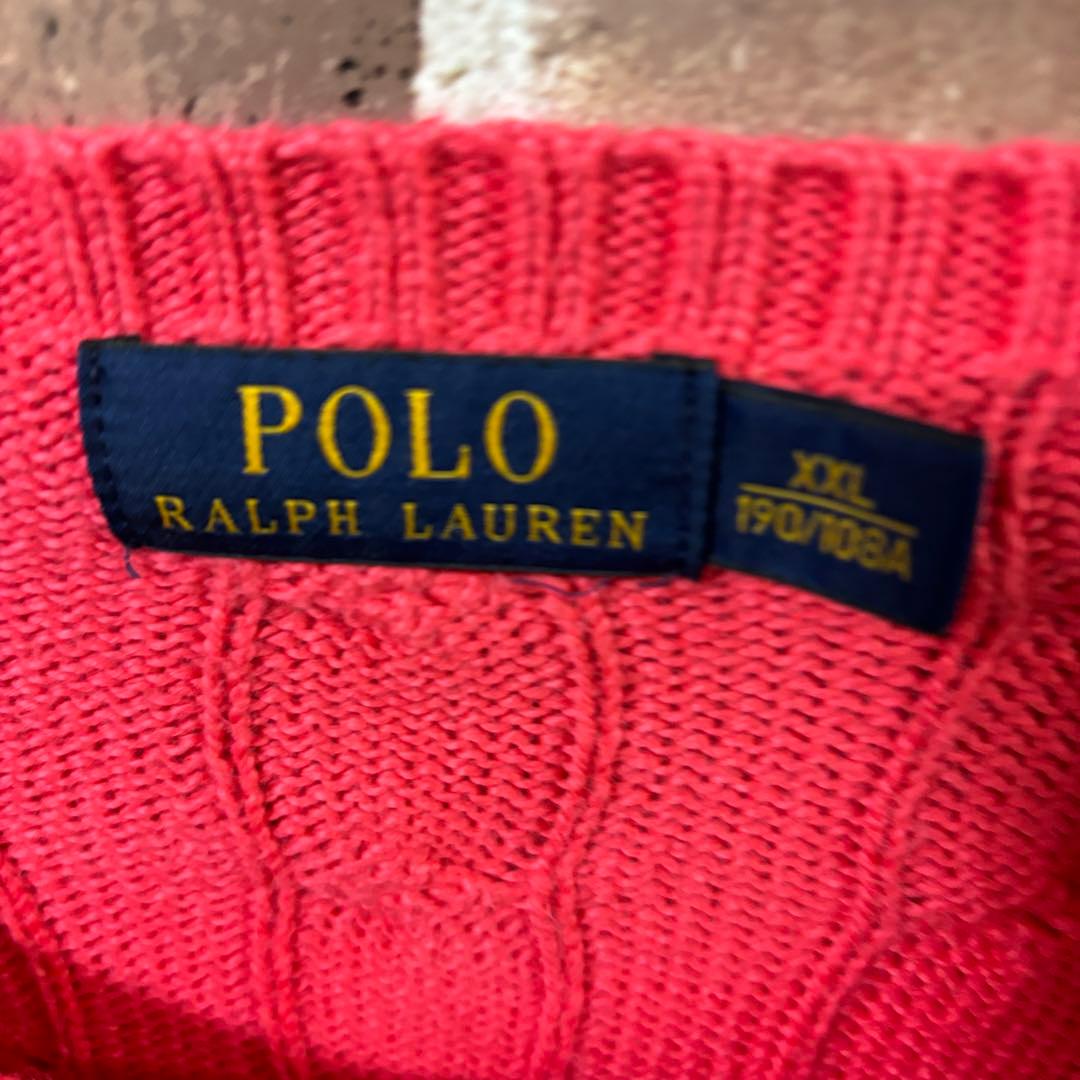 POLO
RALPH LAUREN
XXL
190/108A